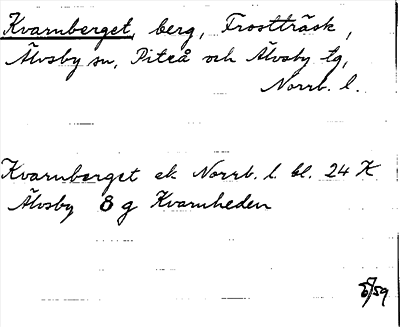 Kvarnberget, berg, Frostträsk,
Älvsby sn, Piteå och Älvsby tg,
Norrb. l.
Kvarnberget ek. Norrb. l. bl. 24 K
Älvsby 8 g Kvarnheden
/59